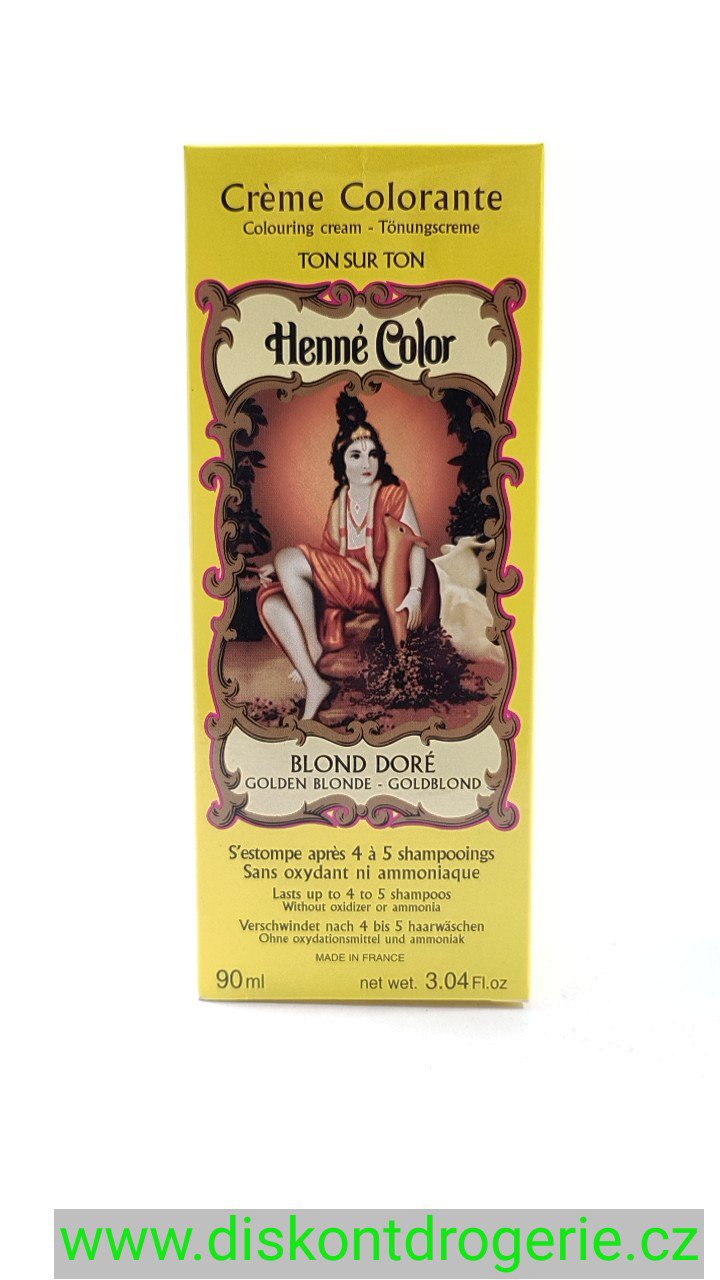 Crème Colorante
Colouring cream - Tönungscreme
TON SUR TON
Henné Color
BLOND DORÉ
GOLDEN BLONDE - GOLDBLOND
S'estompe après 4 à 5 shampooings
Sans oxydant ni ammoniaque
Lasts up to 4 to 5 shampoos
Without oxidizer or ammonia
Verschwindet nach 4 bis 5 haarwäschen
Ohne oxydationsmittel und ammoniak
MADE IN FRANCE
90ml net wet. 3.04 Fl.oz
www.diskontdrogerie.cz